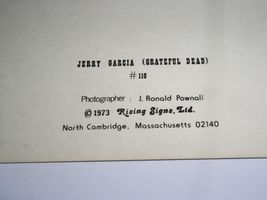 JERRY GARCIA (GRATEFUL DEAD)
#110
Photographer : J. Ronald Pownall
© 1973 Rising Signs, Ltd.
North Cambridge, Massachusetts 02140